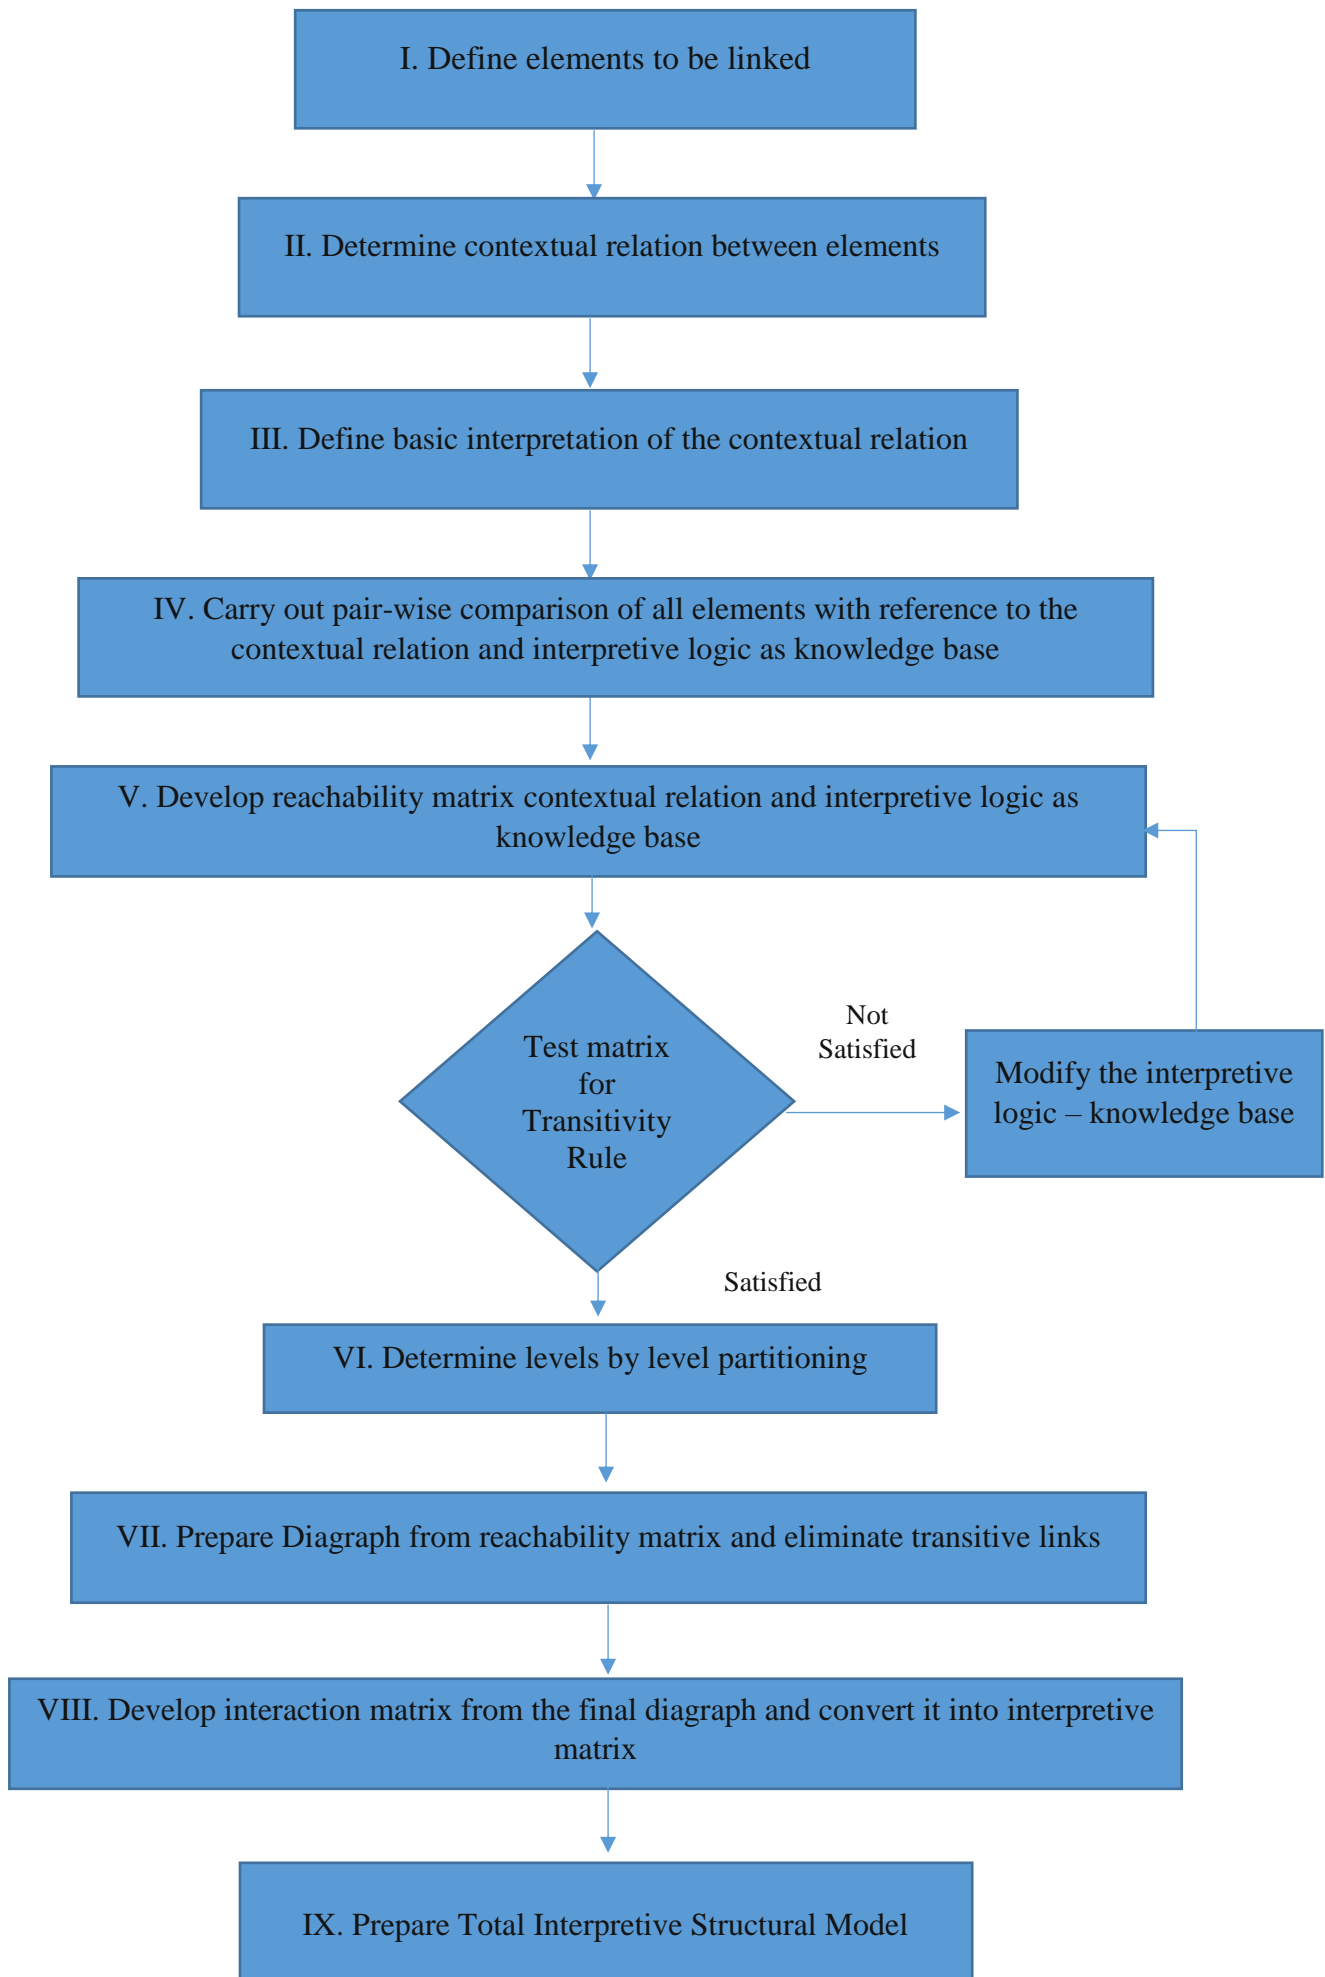 I. Define elements to be linked
II. Determine contextual relation between elements
III. Define basic interpretation of the contextual relation
IV. Carry out pair-wise comparison of all elements with reference to the
contextual relation and interpretive logic as knowledge base
V. Develop reachability matrix contextual relation and interpretive logic as
knowledge base
Test matrix
for
Transitivity
Rule
Not
Satisfied
Modify the interpretive
logic – knowledge base
Satisfied
VI. Determine levels by level partitioning
VII. Prepare Diagraph from reachability matrix and eliminate transitive links
VIII. Develop interaction matrix from the final diagraph and convert it into interpretive
matrix
IX. Prepare Total Interpretive Structural Model